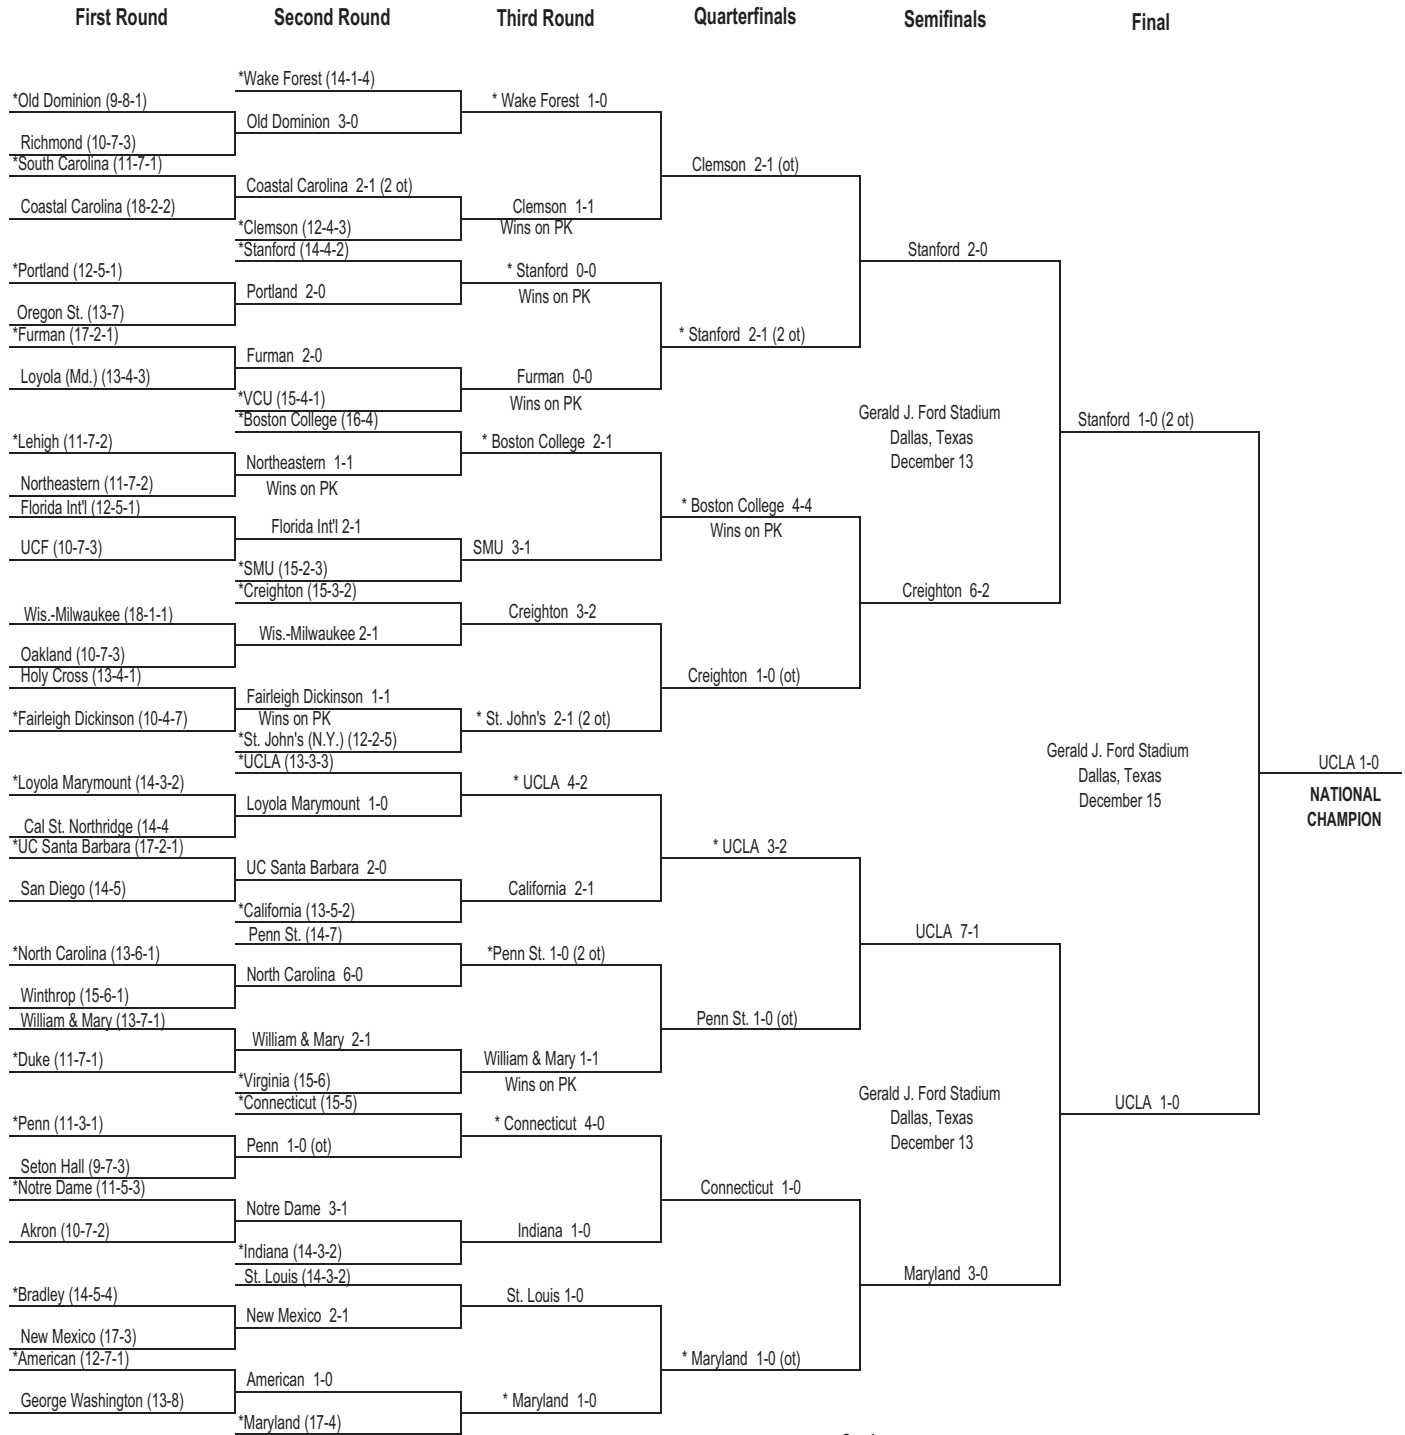 First Round
Second Round
Third Round
Quarterfinals
Semifinals
Final
*Old Dominion (9-8-1)
Richmond (10-7-3)
*South Carolina (11-7-1)
Coastal Carolina (18-2-2)
*Portland (12-5-1)
Oregon St. (13-7)
*Furman (17-2-1)
Loyola (Md.) (13-4-3)
*Lehigh (11-7-2)
Northeastern (11-7-2)
Florida Int'l (12-5-1)
UCF (10-7-3)
Wis.-Milwaukee (18-1-1)
Oakland (10-7-3)
Holy Cross (13-4-1)
*Fairleigh Dickinson (10-4-7)
*Loyola Marymount (14-3-2)
Cal St. Northridge (14-4
*UC Santa Barbara (17-2-1)
San Diego (14-5)
*North Carolina (13-6-1)
Winthrop (15-6-1)
William & Mary (13-7-1)
*Duke (11-7-1)
*Penn (11-3-1)
Seton Hall (9-7-3)
*Notre Dame (11-5-3)
Akron (10-7-2)
*Bradley (14-5-4)
New Mexico (17-3)
*American (12-7-1)
George Washington (13-8)
*Wake Forest (14-1-4)
Old Dominion 3-0
Coastal Carolina 2-1 (2 ot)
*Clemson (12-4-3)
*Stanford (14-4-2)
Portland 2-0
Furman 2-0
*VCU (15-4-1)
*Boston College (16-4)
Northeastern 1-1
Wins on PK
Florida Int'l 2-1
*SMU (15-2-3)
*Creighton (15-3-2)
Wis.-Milwaukee 2-1
Fairleigh Dickinson 1-1
Wins on PK
*St. John's (N.Y.) (12-2-5)
*UCLA (13-3-3)
Loyola Marymount 1-0
UC Santa Barbara 2-0
*California (13-5-2)
Penn St. (14-7)
North Carolina 6-0
William & Mary 2-1
*Virginia (15-6)
*Connecticut (15-5)
Penn 1-0 (ot)
Notre Dame 3-1
*Indiana (14-3-2)
St. Louis (14-3-2)
New Mexico 2-1
American 1-0
*Maryland (17-4)
* Wake Forest 1-0
Clemson 1-1
Wins on PK
* Stanford 0-0
Wins on PK
Furman 0-0
Wins on PK
* Boston College 2-1
SMU 3-1
Creighton 3-2
* St. John's 2-1 (2 ot)
* UCLA 4-2
California 2-1
*Penn St. 1-0 (2 ot)
William & Mary 1-1
Wins on PK
* Connecticut 4-0
Indiana 1-0
St. Louis 1-0
* Maryland 1-0
Clemson 2-1 (ot)
* Stanford 2-1 (2 ot)
* Boston College 4-4
Wins on PK
Creighton 1-0 (ot)
* UCLA 3-2
Penn St. 1-0 (ot)
Connecticut 1-0
* Maryland 1-0 (ot)
Stanford 2-0
Gerald J. Ford Stadium
Dallas, Texas
December 13
Creighton 6-2
UCLA 7-1
Gerald J. Ford Stadium
Dallas, Texas
December 13
Maryland 3-0
Stanford 1-0 (2 ot)
Gerald J. Ford Stadium
Dallas, Texas
December 15
UCLA 1-0
UCLA 1-0
NATIONAL
CHAMPION